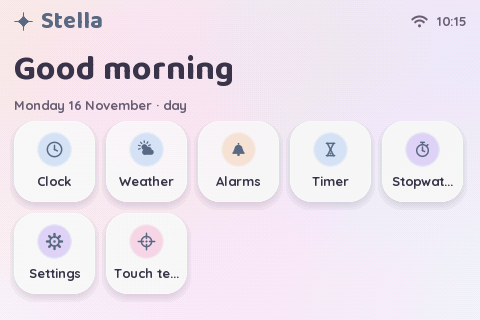 Stella
10:15
Good morning
Monday 16 November · day
Clock
Weather
Alarms
Timer
Stopwat...
Settings
Touch te...